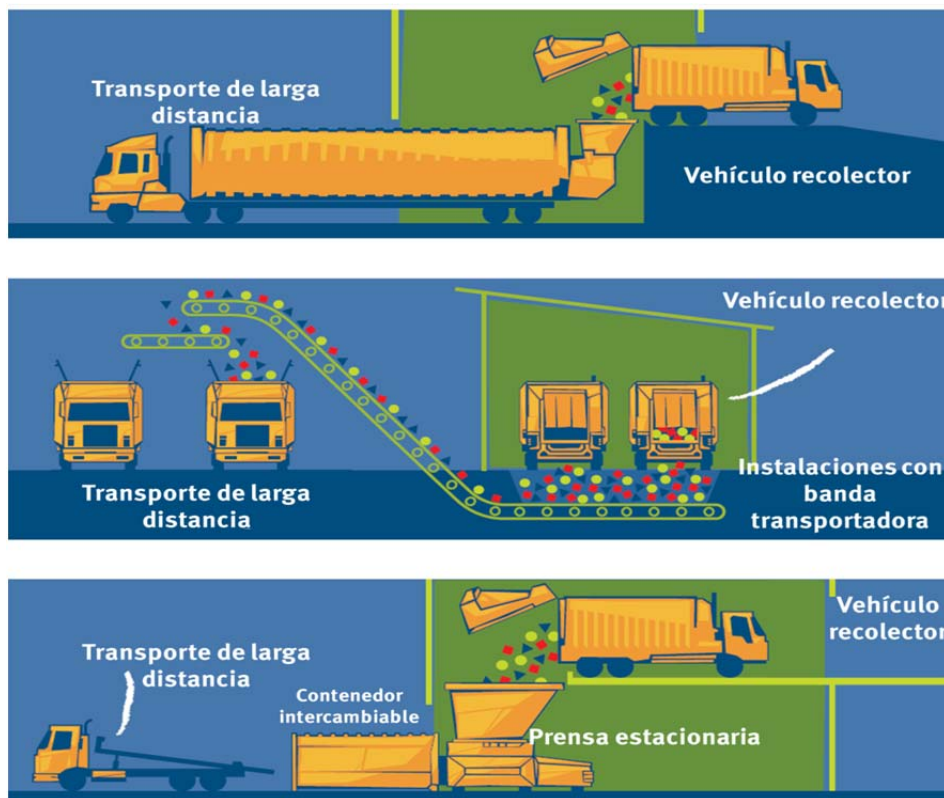 Transporte de larga
distancia
Vehículo recolector
Vehículo recolector
Transporte de larga
distancia
Instalaciones con
banda
transportadora
Vehículo
recolector
Transporte de larga
distancia
Contenedor
intercambiable
Prensa estacionaria